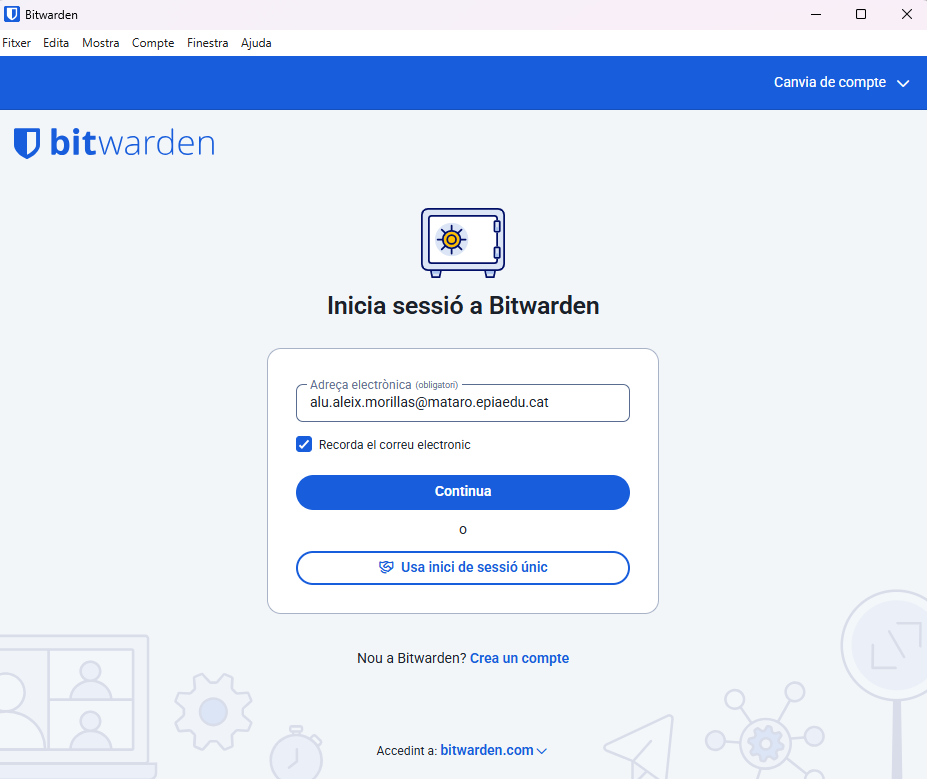 Bitwarden
Fitxer Edita Mostra Compte Finestra Ajuda
Canvia de compte
bitwarden
Inicia sessió a Bitwarden
Adreça electrònica (obligatori)
alu.aleix.morillas@mataro.epiaedu.cat
Recorda el correu electronic
Continua
o
Usa inici de sessió únic
Nou a Bitwarden? Crea un compte
Accedint a: bitwarden.com